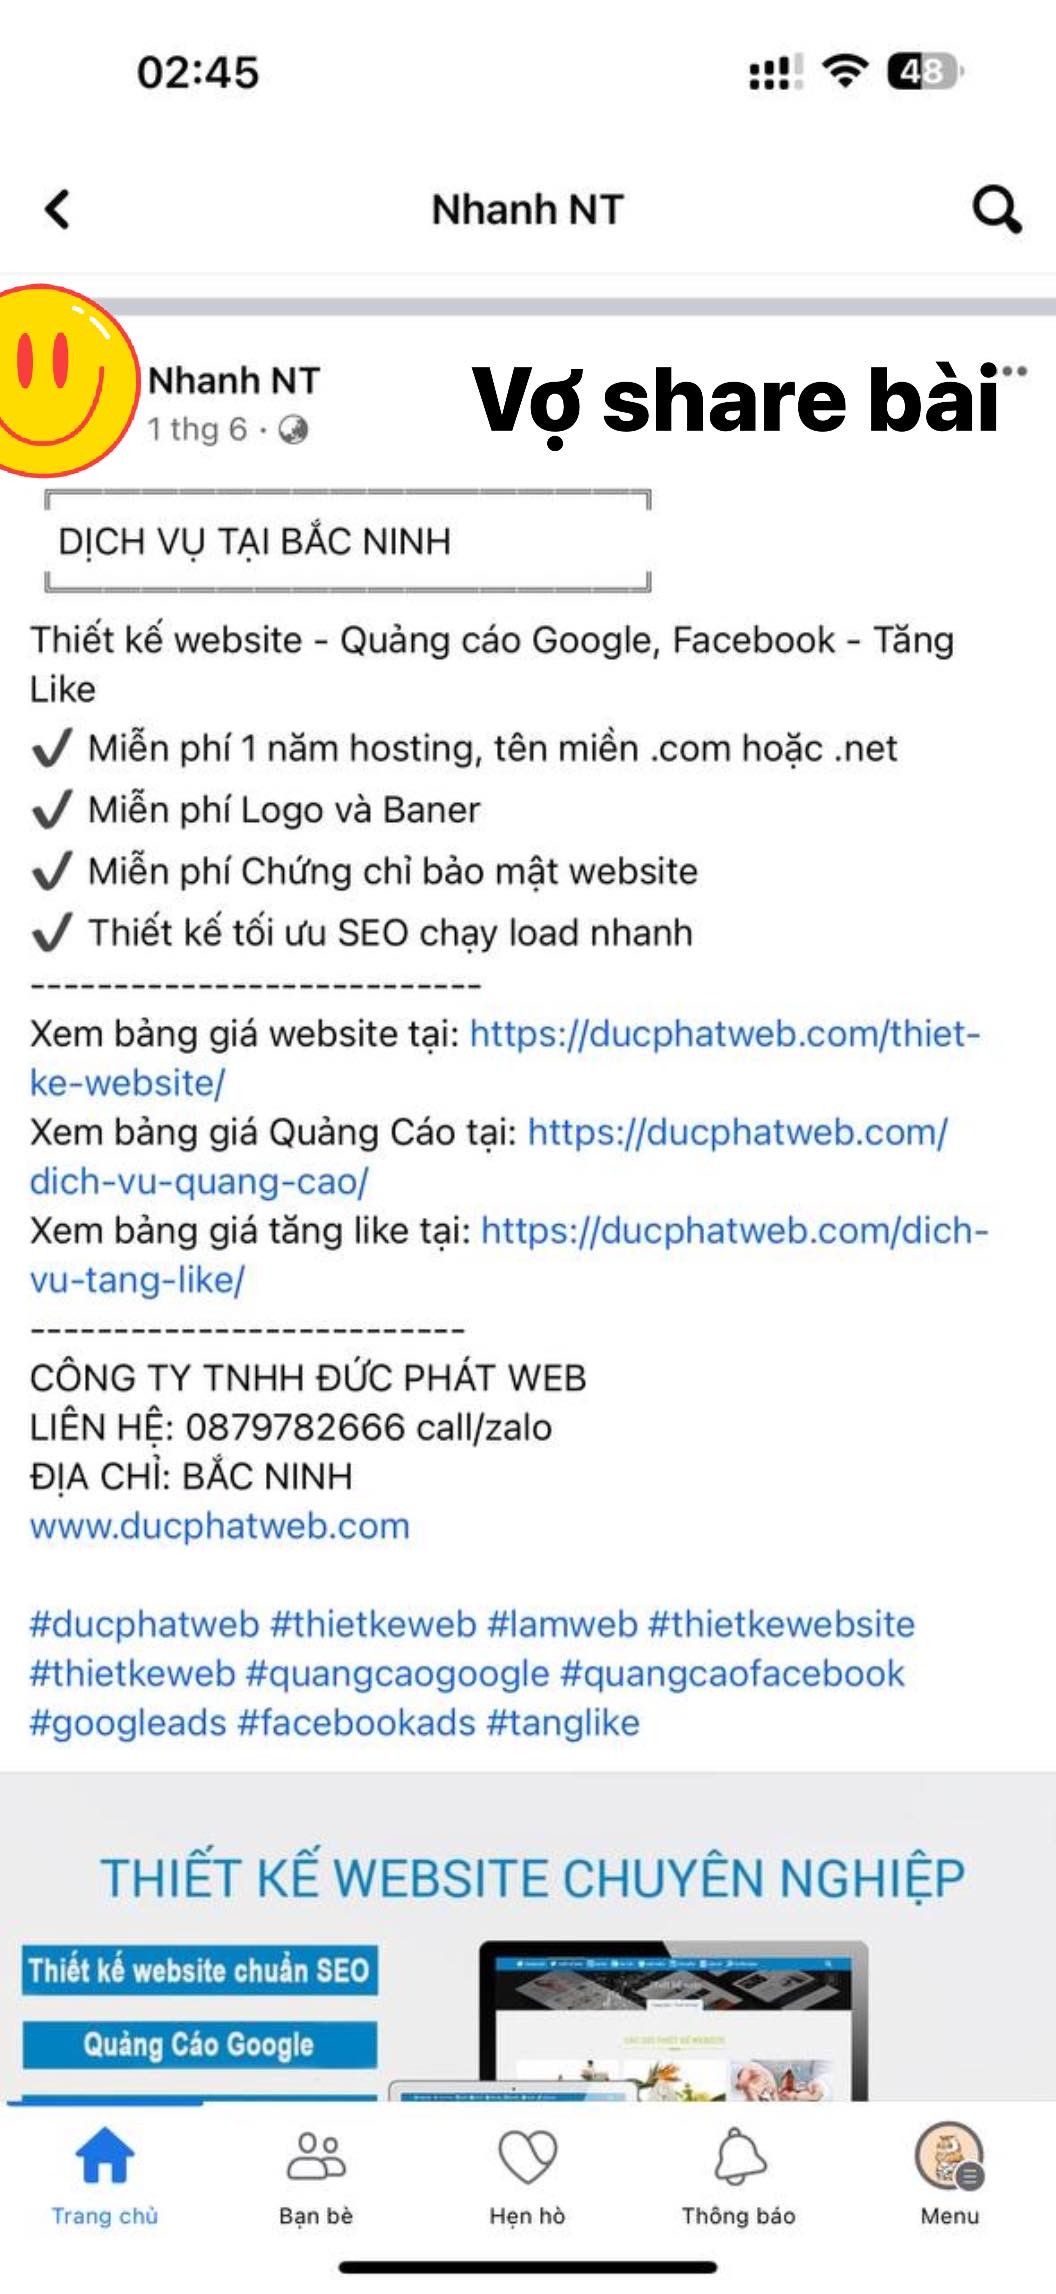 02:45
48
Nhanh NT
Nhanh NT
Vợ share bài
1 thg 6 ·
DỊCH VỤ TẠI BẮC NINH
Thiết kế website - Quảng cáo Google, Facebook - Tăng
Like
✔ Miễn phí 1 năm hosting, tên miền .com hoặc .net
✔ Miễn phí Logo và Baner
✔ Miễn phí Chứng chỉ bảo mật website
✔ Thiết kế tối ưu SEO chạy load nhanh
---------------------------
Xem bảng giá website tại: https://ducphatweb.com/thiet-
ke-website/
Xem bảng giá Quảng Cáo tại: https://ducphatweb.com/
dich-vu-quang-cao/
Xem bảng giá tăng like tại: https://ducphatweb.com/dich-
vu-tang-like/
--------------------------
CÔNG TY TNHH ĐỨC PHÁT WEB
LIÊN HỆ: 0879782666 call/zalo
ĐỊA CHỈ: BẮC NINH
www.ducphatweb.com
#ducphatweb #thietkeweb #lamweb #thietkewebsite
#thietkeweb #quangcaogoogle #quangcaofacebook
#googleads #facebookads #tanglike
THIẾT KẾ WEBSITE CHUYÊN NGHIỆP
Thiết kế website chuẩn SEO
Quảng Cáo Google
Trang chủ
Bạn bè
Hẹn hò
Thông báo
Menu